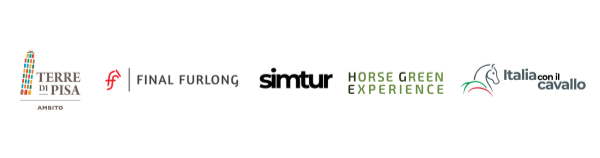 TERRE
DI PISA
AMBITO
FINAL FURLONG
simtur
HORSE GREEN
EXPERIENCE
Italia con il
cavallo